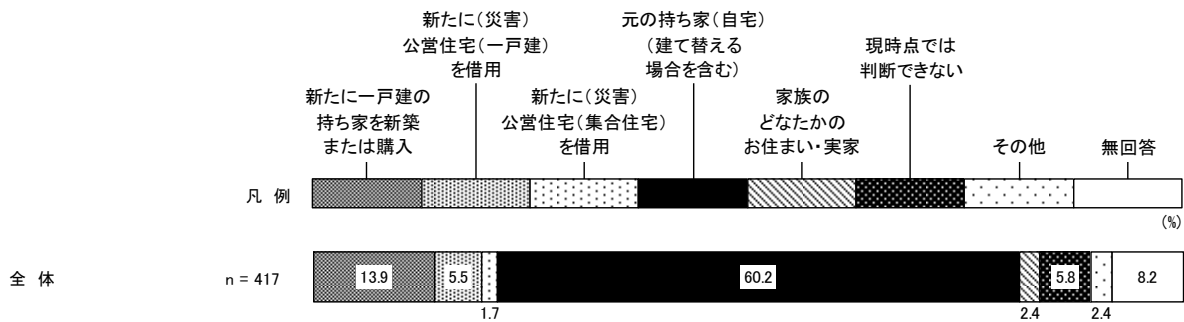 新たに(災害)
公営住宅(一戸建)
を借用
元の持ち家(自宅)
(建て替える
場合を含む)
現時点では
判断できない
新たに一戸建の
持ち家を新築
または購入
新たに(災害)
公営住宅(集合住宅)
を借用
家族の
どなたかの
お住まい・実家
その他
無回答
凡 例
(%)
全 体
n = 417
13.9
5.5
1.7
60.2
2.4
5.8
2.4
8.2